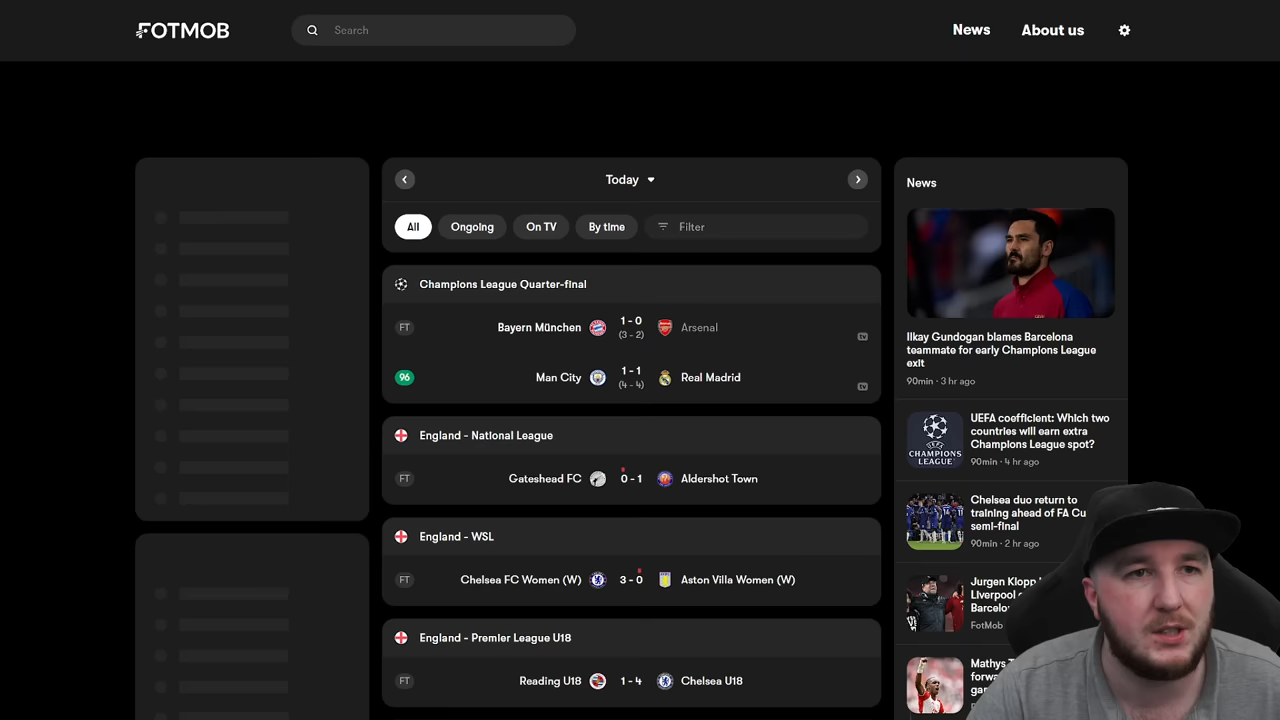 FOTMOB
Search
News
About us
Today
All
Ongoing
On TV
By time
Filter
Champions League Quarter-final
FT
Bayern München
1 - 0
(3 - 2)
Arsenal
tv
96
Man City
1 - 1
(4 - 4)
Real Madrid
tv
England - National League
FT
Gateshead FC
0 - 1
Aldershot Town
England - WSL
FT
Chelsea FC Women (W)
3 - 0
Aston Villa Women (W)
England - Premier League U18
FT
Reading U18
1 - 4
Chelsea U18
News
Ilkay Gundogan blames Barcelona
teammate for early Champions League
exit
90min · 3 hr ago
CHAMPIONS
LEAGUE
UEFA coefficient: Which two
countries will earn extra
Champions League spot?
90min · 4 hr ago
Chelsea duo return to
training ahead of FA Cu
semi-final
90min · 2 hr ago
Jurgen Klopp
Liverpool
Barcelo
FotMob
Mathys T
forwa